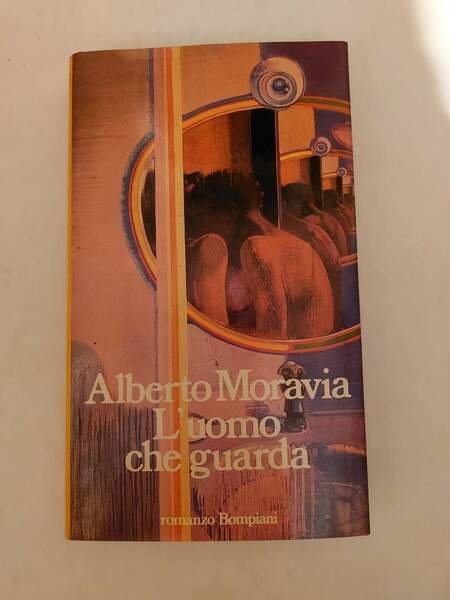 Alberto Moravia
L'uomo
che guarda
romanzo Bompiani